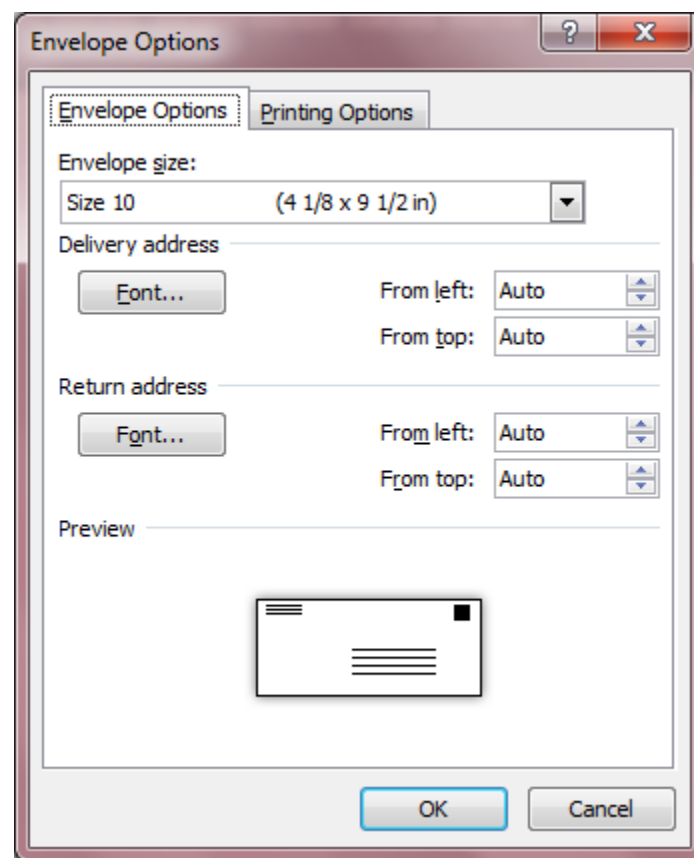 Envelope Options
Envelope Options Printing Options
Envelope size:
Size 10 (4 1/8 x 9 1/2 in)
Delivery address
Font... From left: Auto
From top: Auto
Return address
Font... From left: Auto
From top: Auto
Preview
OK Cancel